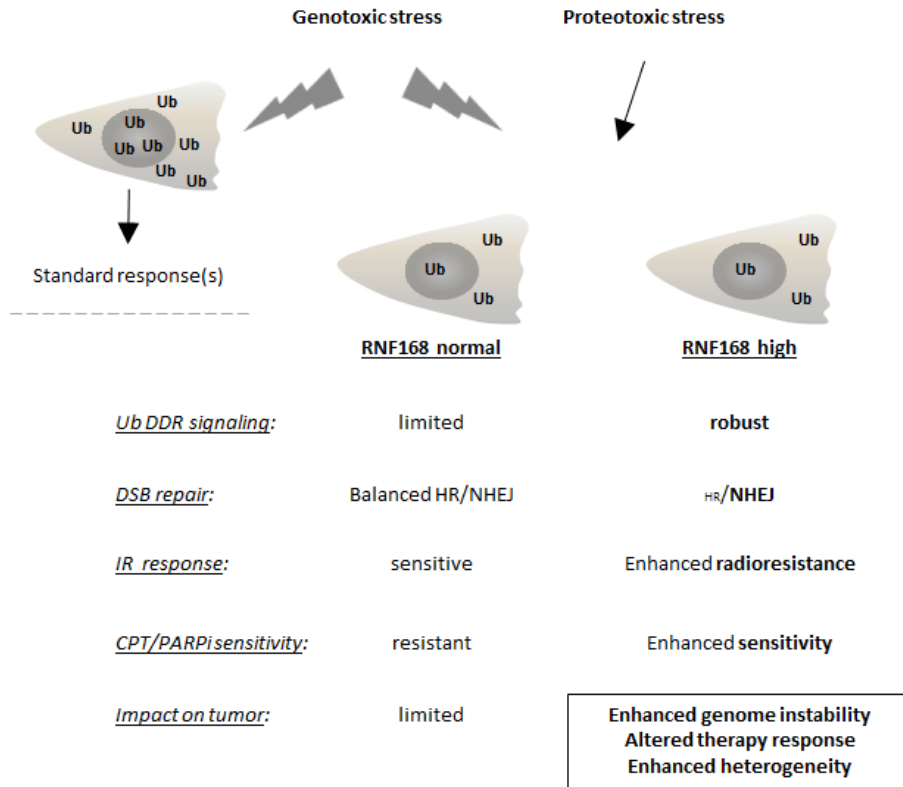 Genotoxic stress Proteotoxic stress
Ub
Ub Ub
Ub Ub Ub
Ub Ub
Standard response(s)
Ub Ub
Ub Ub
Ub Ub
RNF168 normal RNF168 high
Ub DDR signaling: limited robust
DSB repair: Balanced HR/NHEJ HR/NHEJ
IR response: sensitive Enhanced radioresistance
CPT/PARPi sensitivity: resistant Enhanced sensitivity
Impact on tumor: limited Enhanced genome instability
Altered therapy response
Enhanced heterogeneity